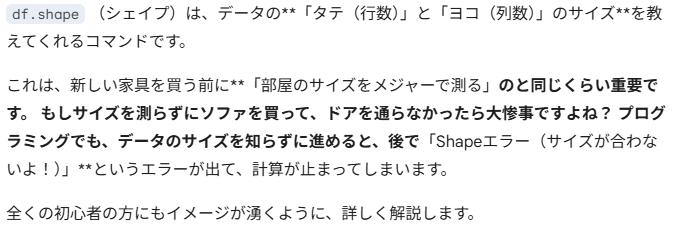 df.shape （シェイプ）は、データの**「タテ（行数）」と「ヨコ（列数）」のサイズ**を教
えてくれるコマンドです。
これは、新しい家具を買う前に**「部屋のサイズをメジャーで測る」のと同じくらい重要で
す。 もしサイズを測らずにソファを買って、ドアを通らなかったら大惨事ですよね？ プログ
ラミングでも、データのサイズを知らずに進めると、後で「Shapeエラー（サイズが合わな
いよ！）」**というエラーが出て、計算が止まってしまいます。
全くの初心者の方にもイメージが湧くように、詳しく解説します。